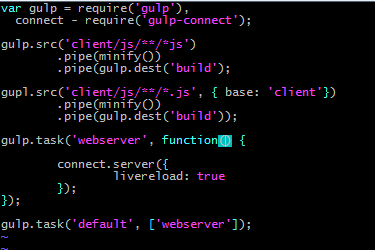 var gulp = require('gulp'),
  connect - require('gulp-connect');

gulp.src('client/js/**/*js')
        .pipe(minify())
        .pipe(gulp.dest('build');

gupl.src('client/js/**/*.js', { base: 'client'})
        .pipe(minify())
        .pipe(gulp.dest('build'));

gulp.task('webserver', function() {

        connect.server({
                livereload: true
        });
});

gulp.task('default', ['webserver']);
~
~